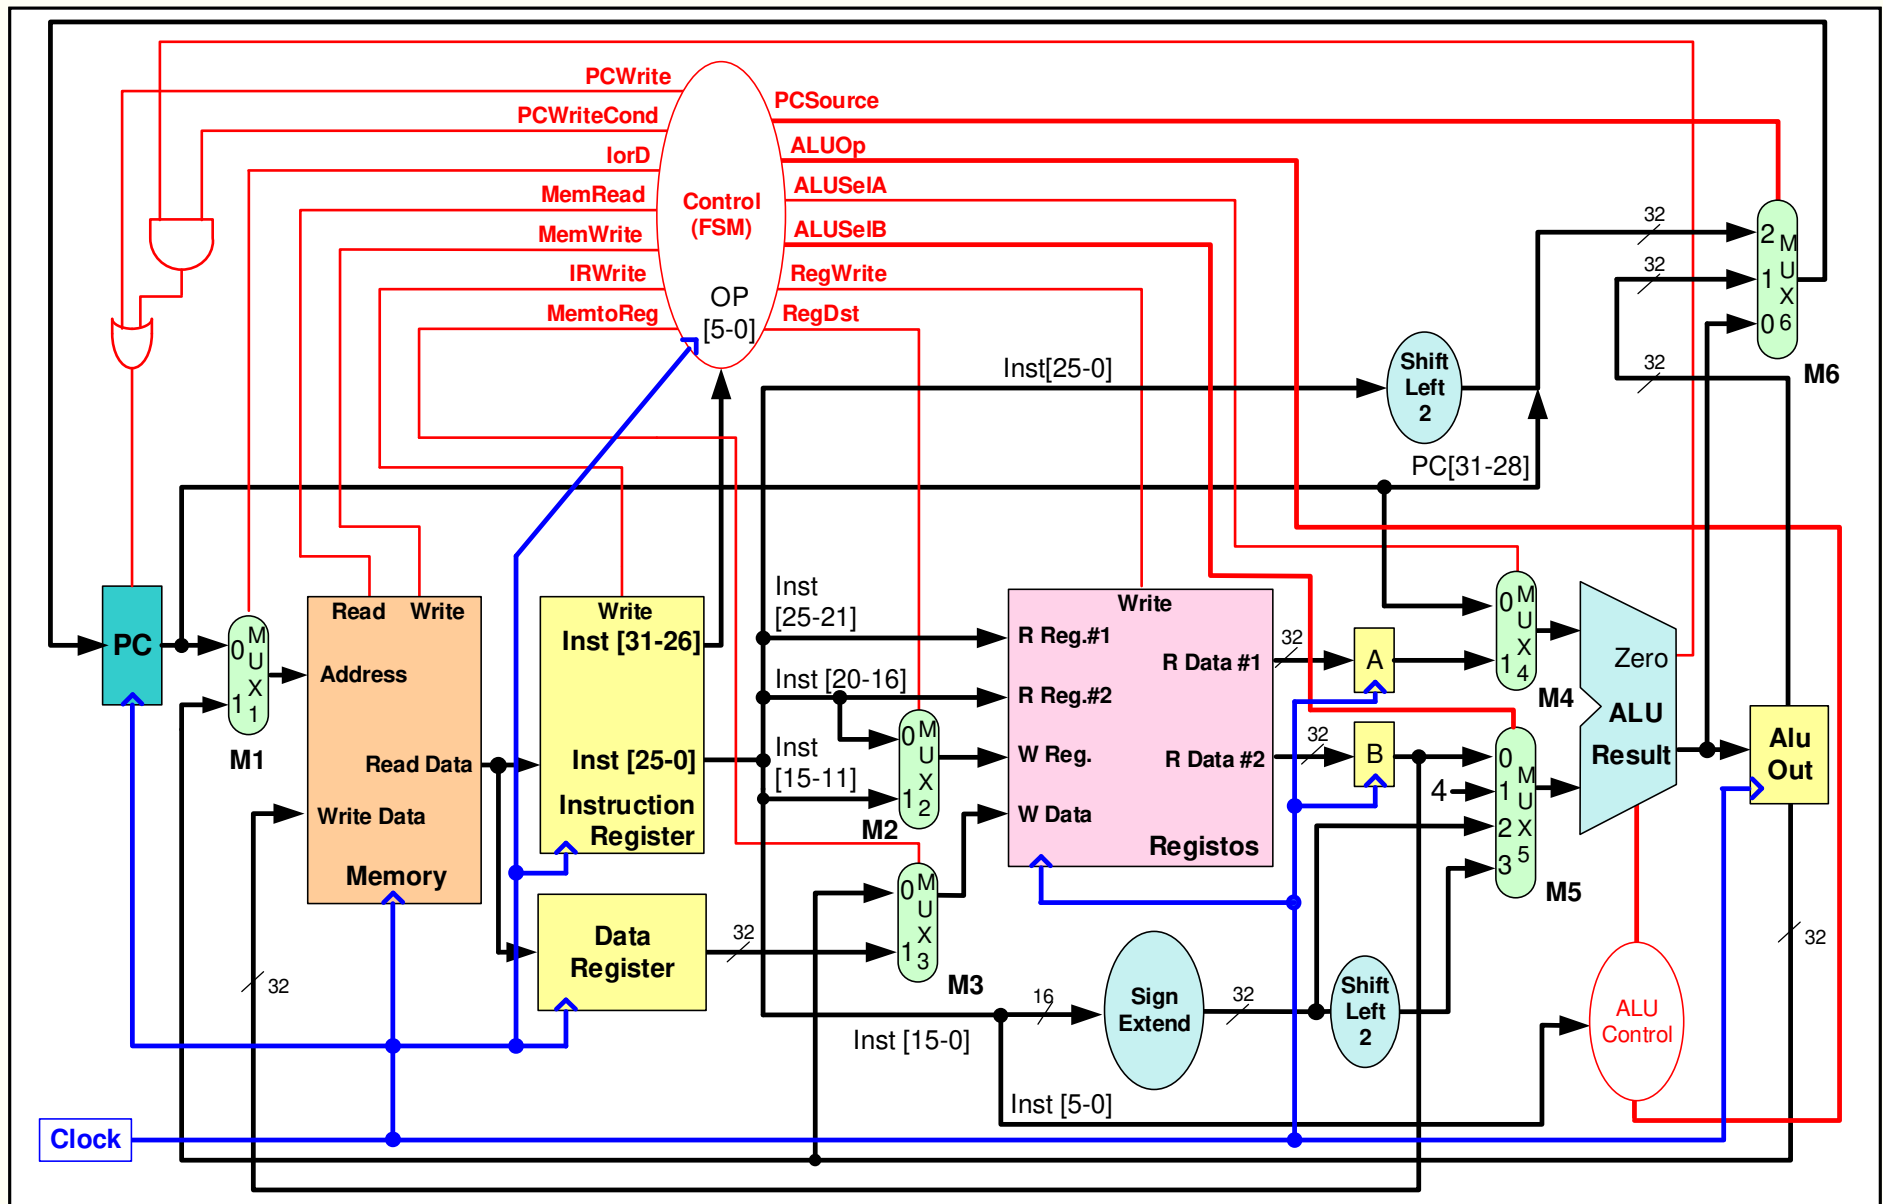 PCWrite
PCWriteCond
IorD
MemRead
MemWrite
IRWrite
MemtoReg
Control
(FSM)
OP
[5-0]
PCSource
ALUOp
ALUSelA
ALUSelB
RegWrite
RegDst
32
32
32
2
1
0
MUX
6
M6
Inst[25-0]
Shift
Left
2
PC[31-28]
PC
0
1
MUX
1
M1
Read Write
Address
Read Data
Write Data
Memory
32
Write
Inst [31-26]
Inst [25-0]
Instruction
Register
Data
Register
32
Inst
[25-21]
Inst [20-16]
Inst
[15-11]
0
1
MUX
2
M2
0
1
MUX
3
M3
Write
R Reg.#1
R Data #1
R Reg.#2
W Reg.
R Data #2
W Data
Registos
32
A
32
B
0
1
MUX
4
M4
4
0
1
2
3
MUX
5
M5
Zero
ALU
Result
Alu
Out
32
Inst [15-0]
16
Sign
Extend
32
Shift
Left
2
ALU
Control
Inst [5-0]
Clock